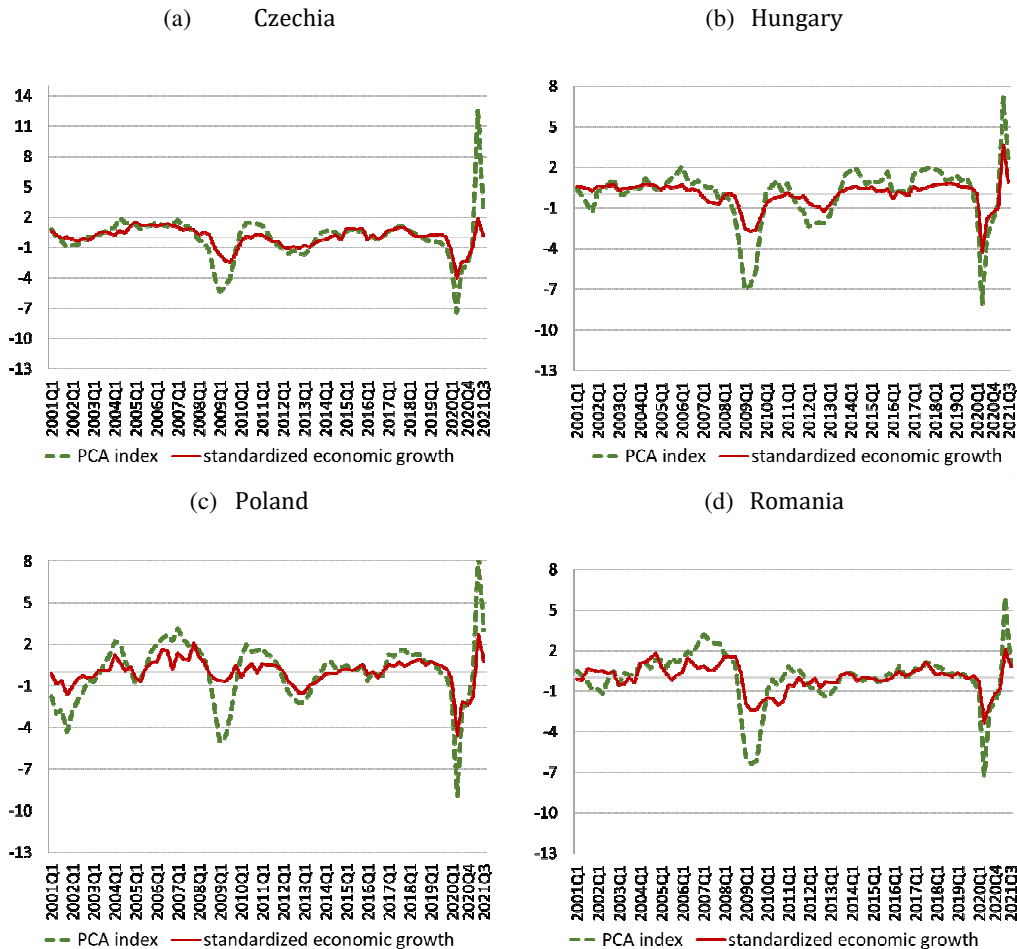 (a) Czechia
14
11
8
5
2
-1
-4
-7
-10
-13
2001Q1
2002Q1
2003Q1
2004Q1
2005Q1
2006Q1
2007Q1
2008Q1
2009Q1
2010Q1
2011Q1
2012Q1
2013Q1
2014Q1
2015Q1
2016Q1
2017Q1
2018Q1
2019Q1
2020Q1
2020Q4
2021Q3
PCA index standardized economic growth
(b) Hungary
8
5
2
-1
-4
-7
-10
-13
2001Q1
2002Q1
2003Q1
2004Q1
2005Q1
2006Q1
2007Q1
2008Q1
2009Q1
2010Q1
2011Q1
2012Q1
2013Q1
2014Q1
2015Q1
2016Q1
2017Q1
2018Q1
2019Q1
2020Q1
2020Q4
2021Q3
PCA index standardized economic growth
(c) Poland
8
5
2
-1
-4
-7
-10
-13
2001Q1
2002Q1
2003Q1
2004Q1
2005Q1
2006Q1
2007Q1
2008Q1
2009Q1
2010Q1
2011Q1
2012Q1
2013Q1
2014Q1
2015Q1
2016Q1
2017Q1
2018Q1
2019Q1
2020Q1
2020Q4
2021Q3
PCA index standardized economic growth
(d) Romania
8
5
2
-1
-4
-7
-10
-13
2001Q1
2002Q1
2003Q1
2004Q1
2005Q1
2006Q1
2007Q1
2008Q1
2009Q1
2010Q1
2011Q1
2012Q1
2013Q1
2014Q1
2015Q1
2016Q1
2017Q1
2018Q1
2019Q1
2020Q1
2020Q4
2021Q3
PCA index standardized economic growth